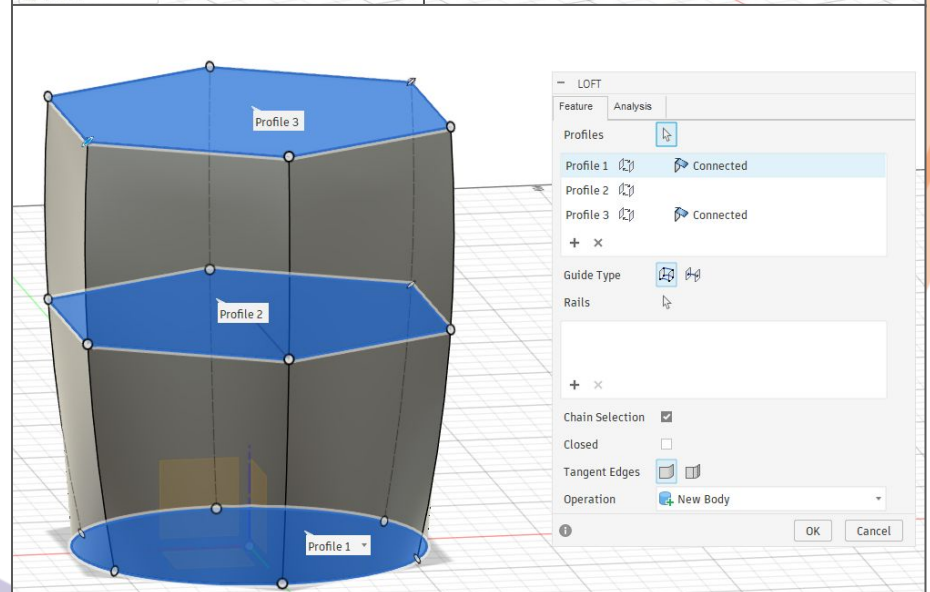 Profile 3
Profile 2
Profile 1
LOFT
Feature Analysis
Profiles
Profile 1 Connected
Profile 2
Profile 3 Connected
Guide Type
Rails
Chain Selection
Closed
Tangent Edges
Operation New Body
OK Cancel